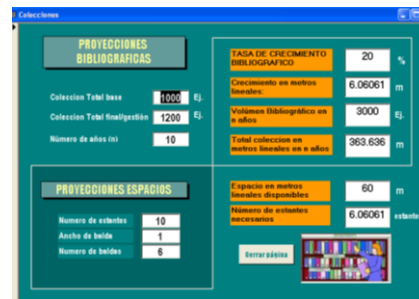 Colecciones
PROYECCIONES
BIBLIOGRAFICAS
Coleccion Total base 1000 Ej.
Coleccion Total final/gestión 1200 Ej.
Número de años (n) 10
TASA DE CRECIMIENTO
BIBLIOGRAFICO 20 %
Crecimiento en metros
lineales: 6.06061 m
Volúmen Bibliográfico en
n años 3000 Ej.
Total coleccion en
metros lineales en n años 363.636 m
PROYECCIONES ESPACIOS
Numero de estantes 10
Ancho de balda 1
Numero de baldas 6
Espacio en metros
lineales disponibles 60 m
Número de estantes
necesarios 6.06061 estante
Cerrar página